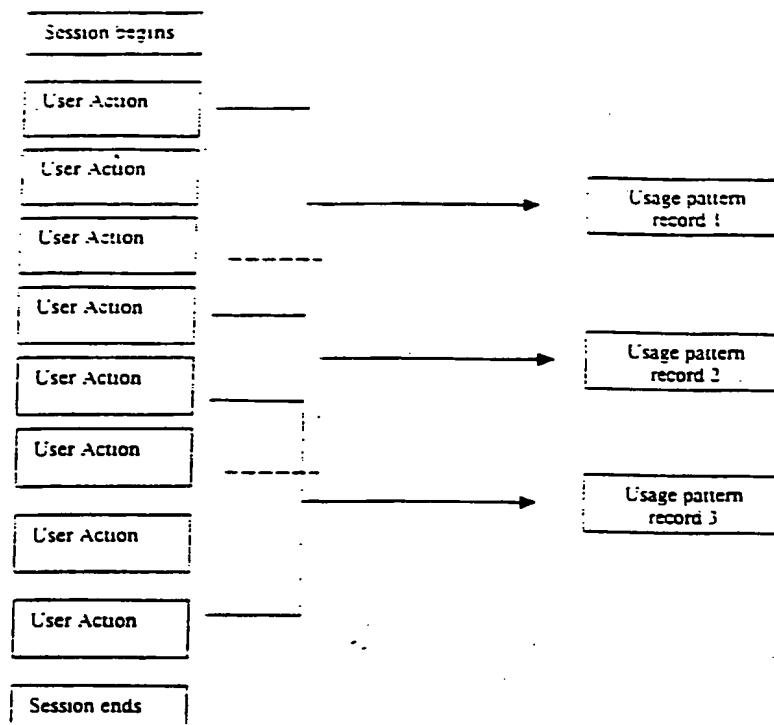 Session begins
User Action
User Action
User Action
User Action
User Action
User Action
User Action
User Action
Session ends
Usage pattern
record 1
Usage pattern
record 2
Usage pattern
record 3